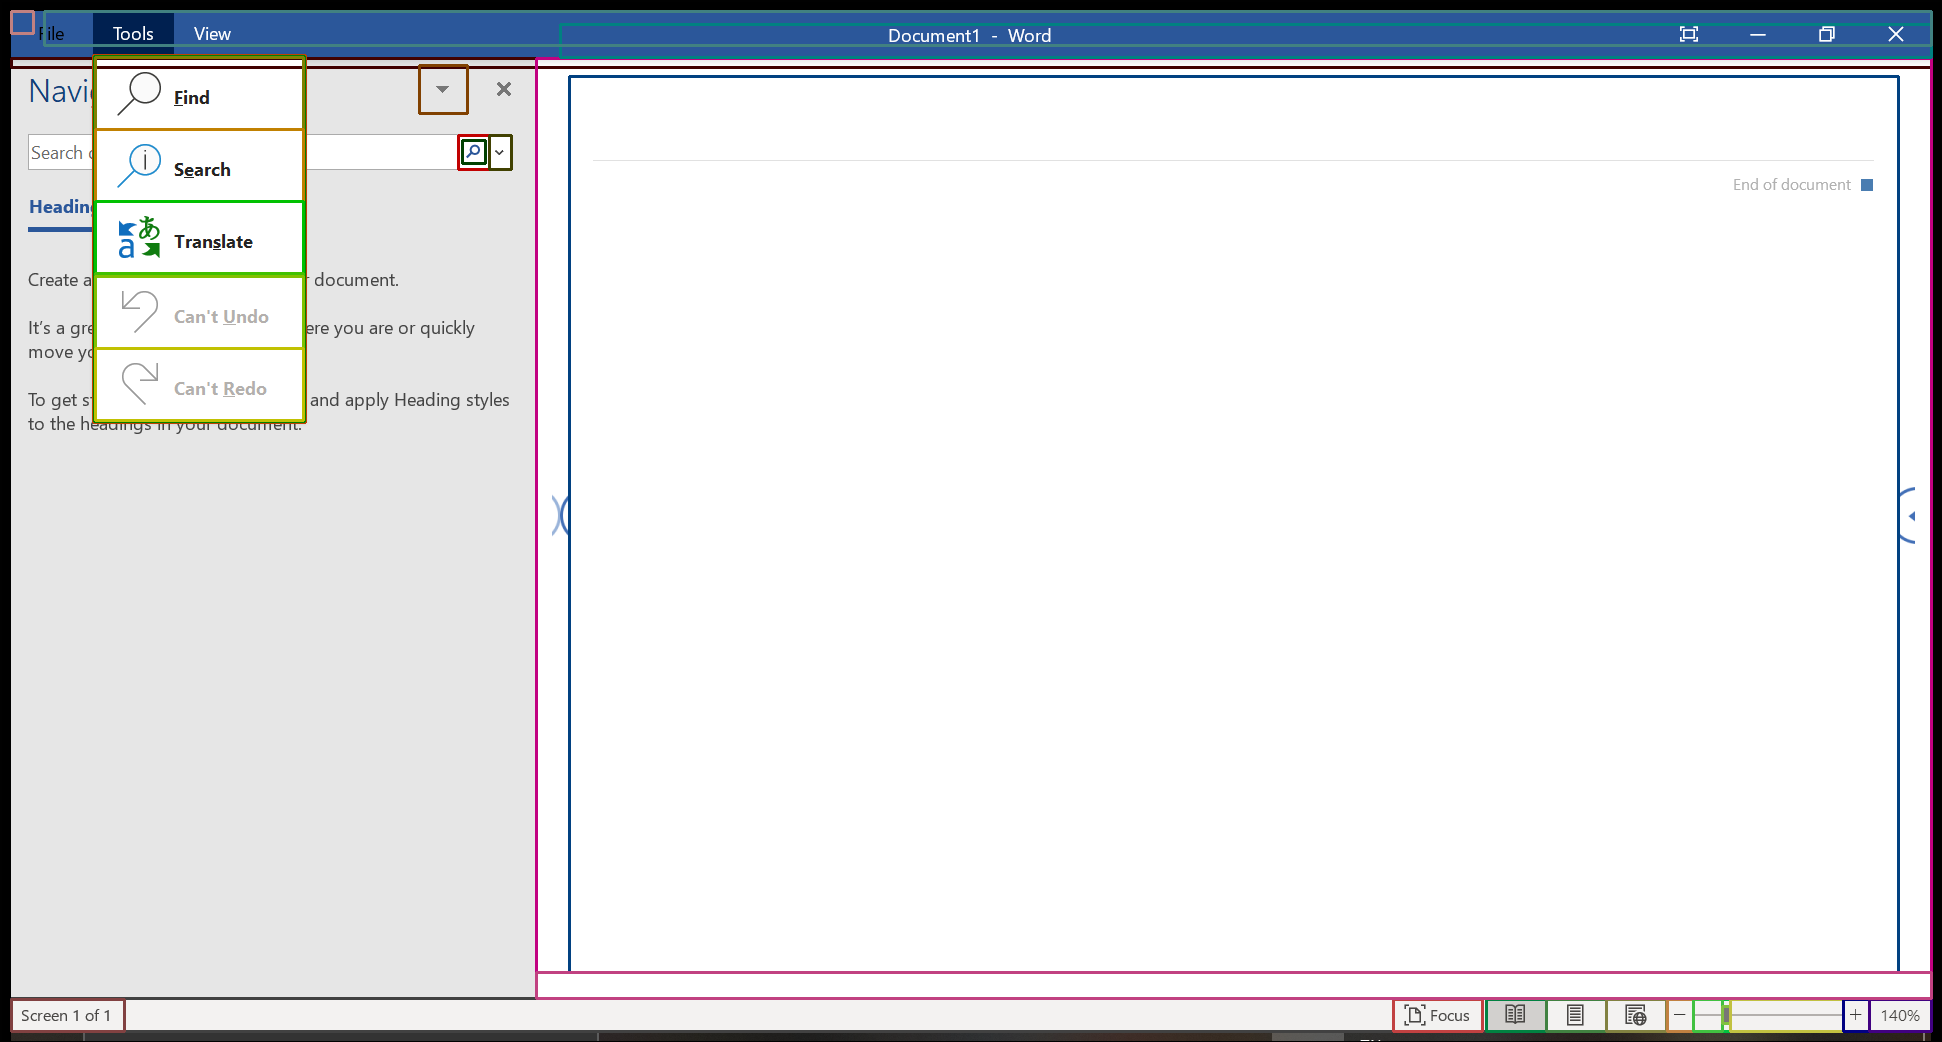 File Tools View Document1 - Word
Navi
Find
Search
Search
Heading
Translate
Create a document.
Can't Undo
It's a gre ere you are or quickly
move yo
Can't Redo
To get st and apply Heading styles
to the headings in your document.
End of document
Screen 1 of 1 Focus 140%